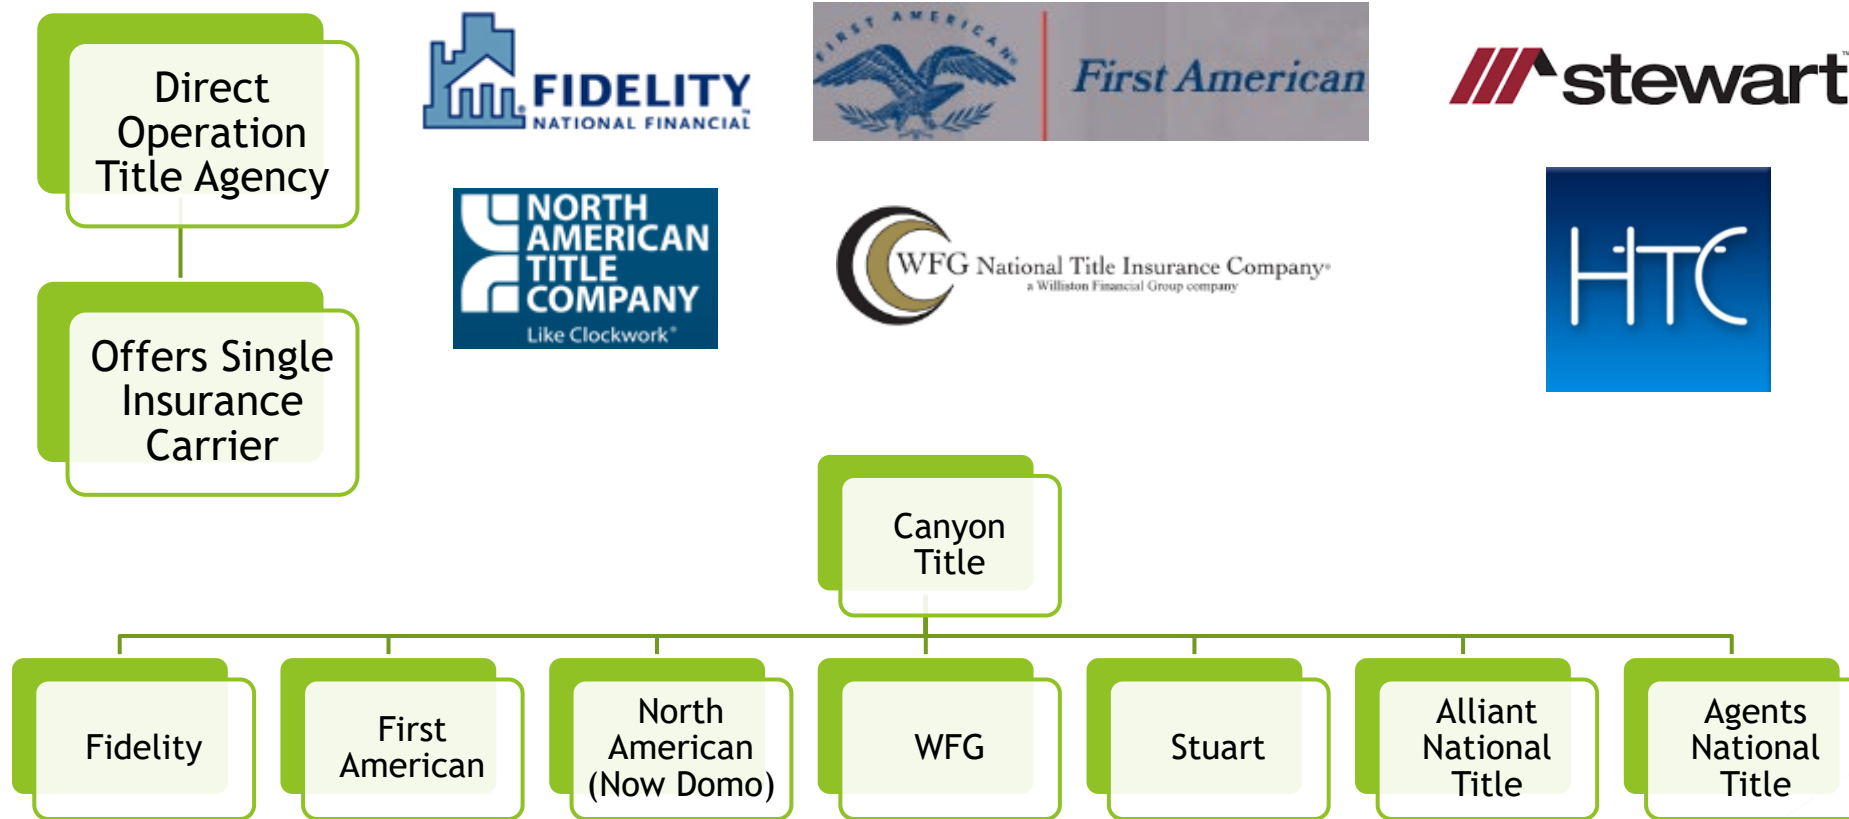 Direct
Operation
Title Agency
Offers Single
Insurance
Carrier
FIDELITY™
NATIONAL FINANCIAL
FIRST AMERICAN
First American
stewart™
NORTH
AMERICAN
TITLE
COMPANY
Like Clockwork®
WFG National Title Insurance Company®
a Williston Financial Group company
HTC
Canyon
Title
Fidelity
First
American
North
American
(Now Domo)
WFG
Stuart
Alliant
National
Title
Agents
National
Title